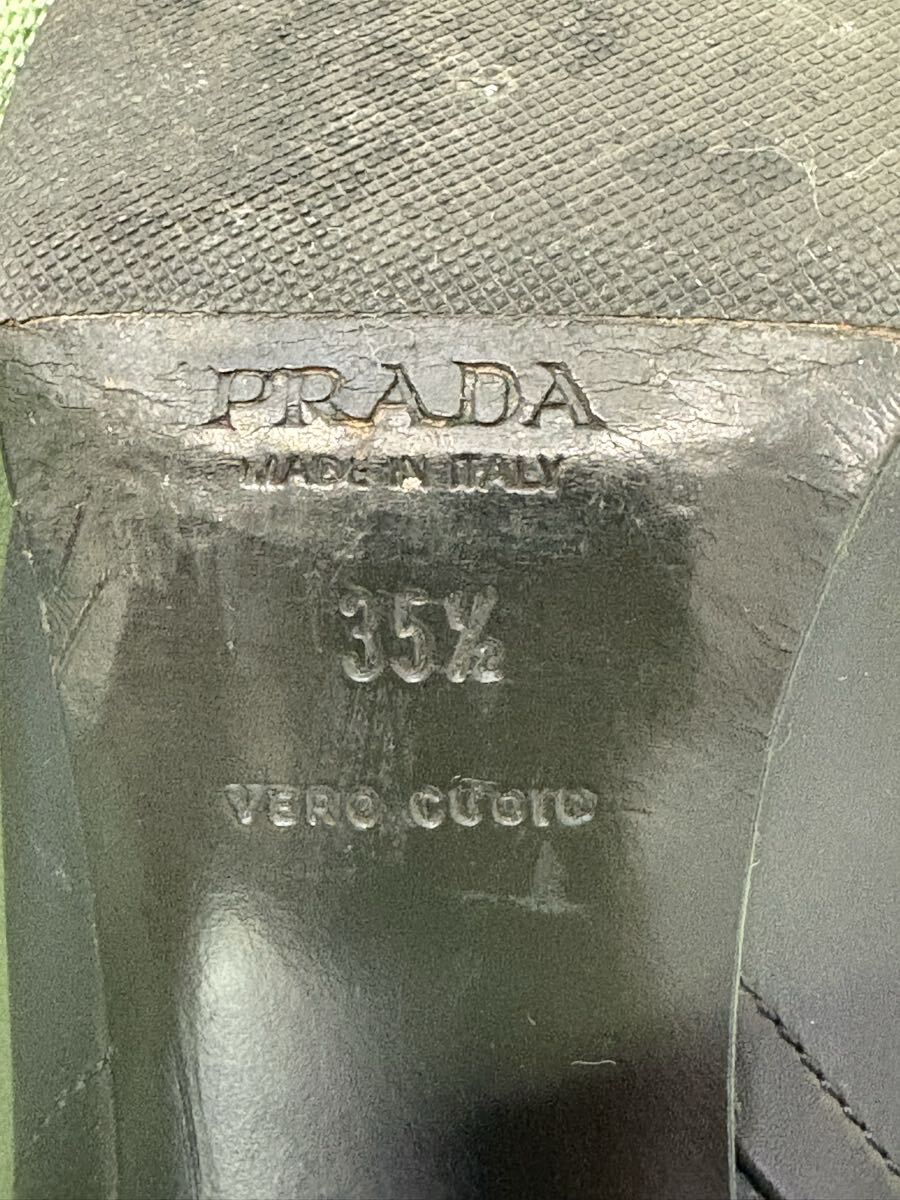 PRADA
MADE IN ITALY
35½
VERO CUOIO